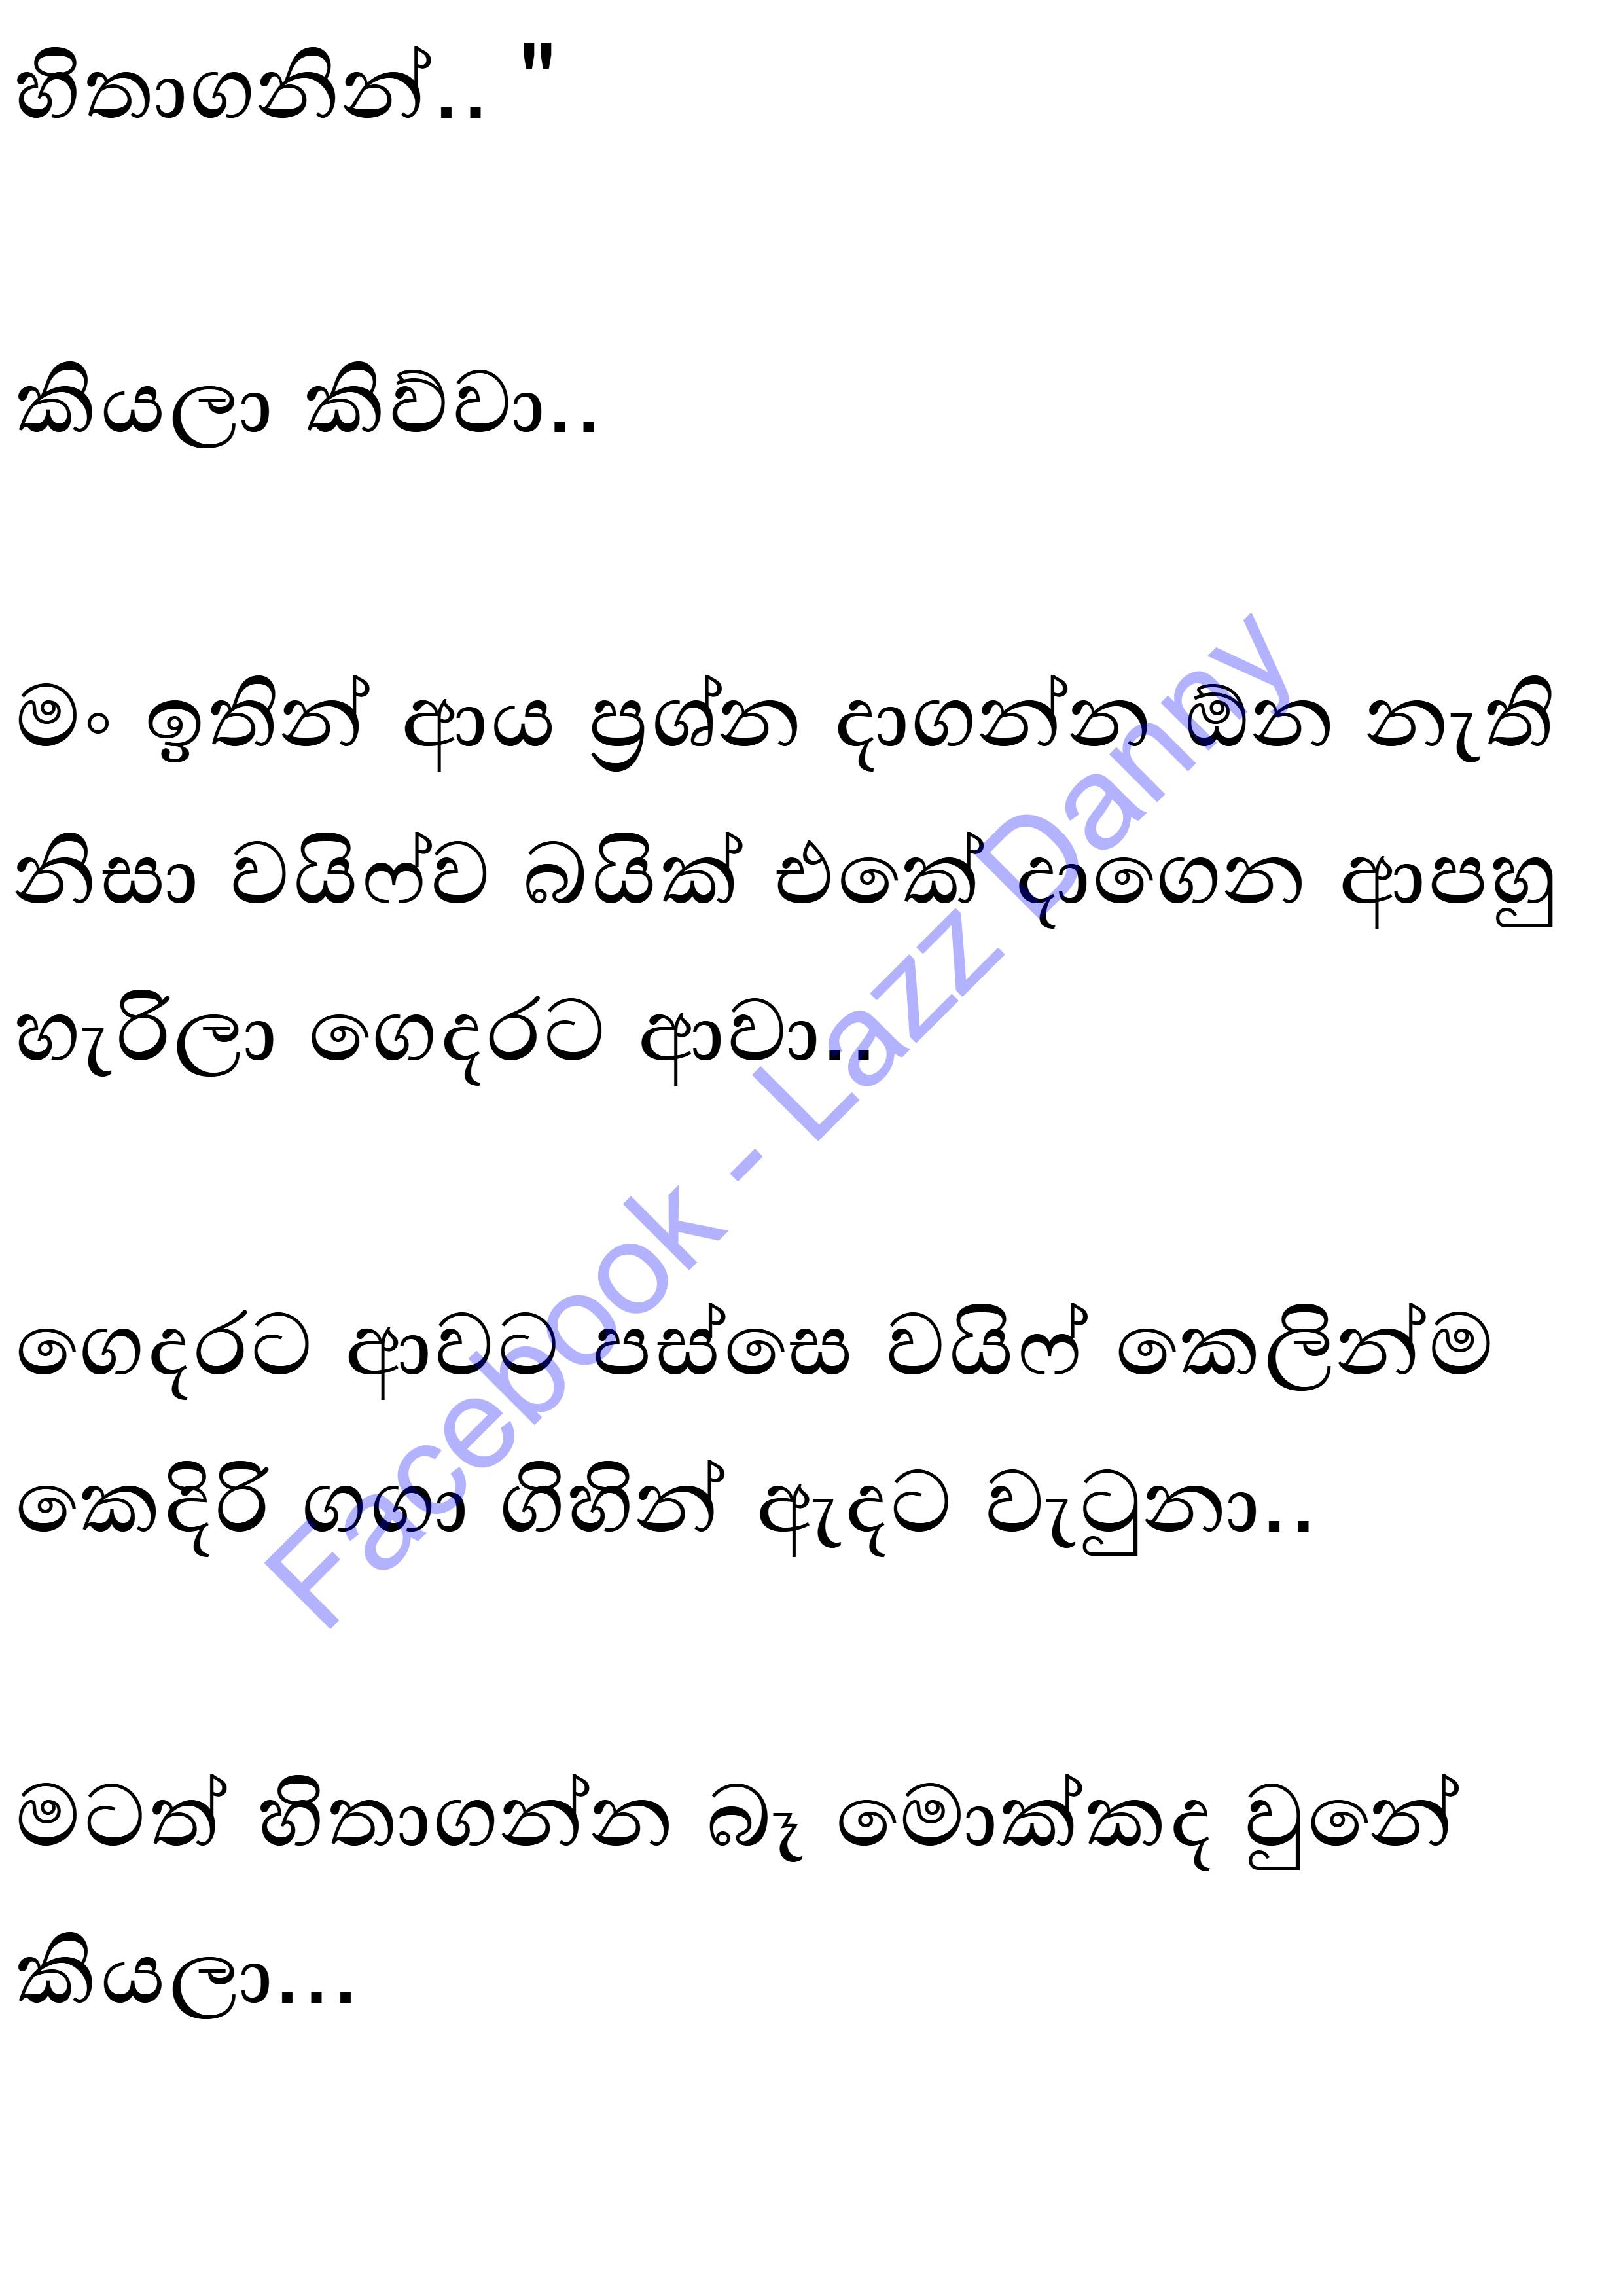 හිතාගනින්.. "
කියලා කිව්වා..
මං ඉතින් ආය ප්‍රශ්න දාගන්න ඕන නැති
නිසා වයිෆ්ව බයික් එකේ දාගෙන ආපහු
හැරිලා ගෙදරට ආවා..
ගෙදරට ආවට පස්සෙ වයිෆ් කෙලින්ම
කෙදිරි ගගා ගිහින් ඇදට වැටුනා..
මටත් හිතාගන්න බෑ මොක්කද වුනේ
කියලා...
Facebook - Lazz Danny